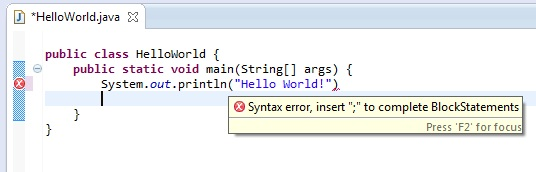 *HelloWorld.java
public class HelloWorld {
public static void main(String[] args) {
System.out.println("Hello World!")
Syntax error, insert ";" to complete BlockStatements
Press 'F2' for focus
}
}